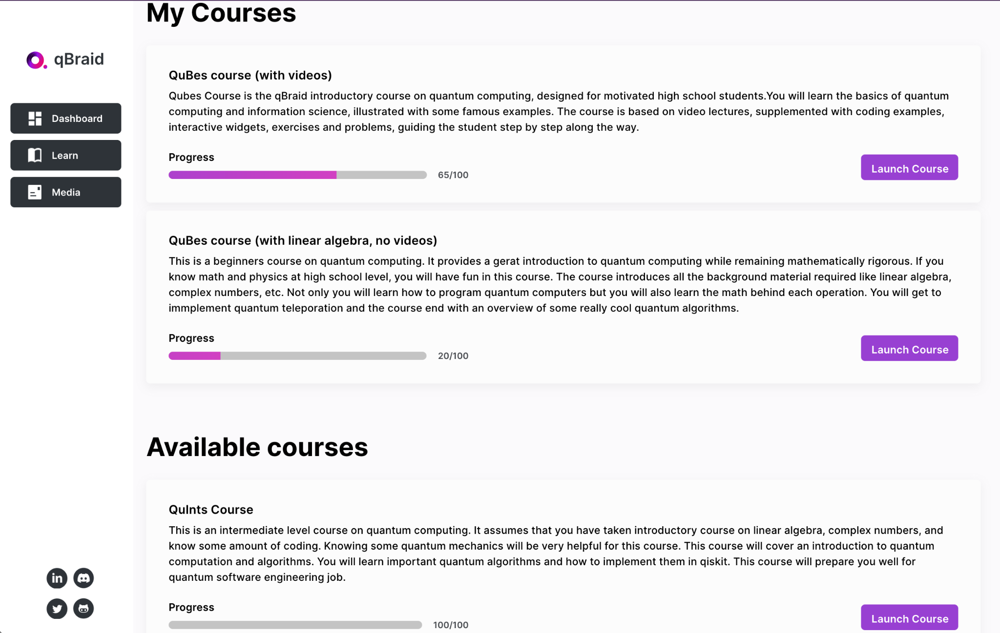 My Courses
qBraid
Dashboard
Learn
Media
QuBes course (with videos)
Qubes Course is the qBraid introductory course on quantum computing, designed for motivated high school students.You will learn the basics of quantum
computing and information science, illustrated with some famous examples. The course is based on video lectures, supplemented with coding examples,
interactive widgets, exercises and problems, guiding the student step by step along the way.
Progress
65/100
Launch Course
QuBes course (with linear algebra, no videos)
This is a beginners course on quantum computing. It provides a gerat introduction to quantum computing while remaining mathematically rigorous. If you
know math and physics at high school level, you will have fun in this course. The course introduces all the background material required like linear algebra,
complex numbers, etc. Not only you will learn how to program quantum computers but you will also learn the math behind each operation. You will get to
immplement quantum teleporation and the course end with an overview of some really cool quantum algorithms.
Progress
20/100
Launch Course
Available courses
QuInts Course
This is an intermediate level course on quantum computing. It assumes that you have taken introductory course on linear algebra, complex numbers, and
know some amount of coding. Knowing some quantum mechanics will be very helpful for this course. This course will cover an introduction to quantum
computation and algorithms. You will learn important quantum algorithms and how to implement them in qiskit. This course will prepare you well for
quantum software engineering job.
Progress
100/100
Launch Course
in